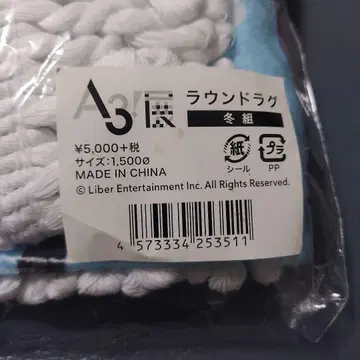 A3!展
ラウンドラグ
冬組
¥5,000+税
サイズ:1,500ø
MADE IN CHINA
紙
シール
プラ
PP
© Liber Entertainment Inc. All Rights Reserved.
4 573334 253511